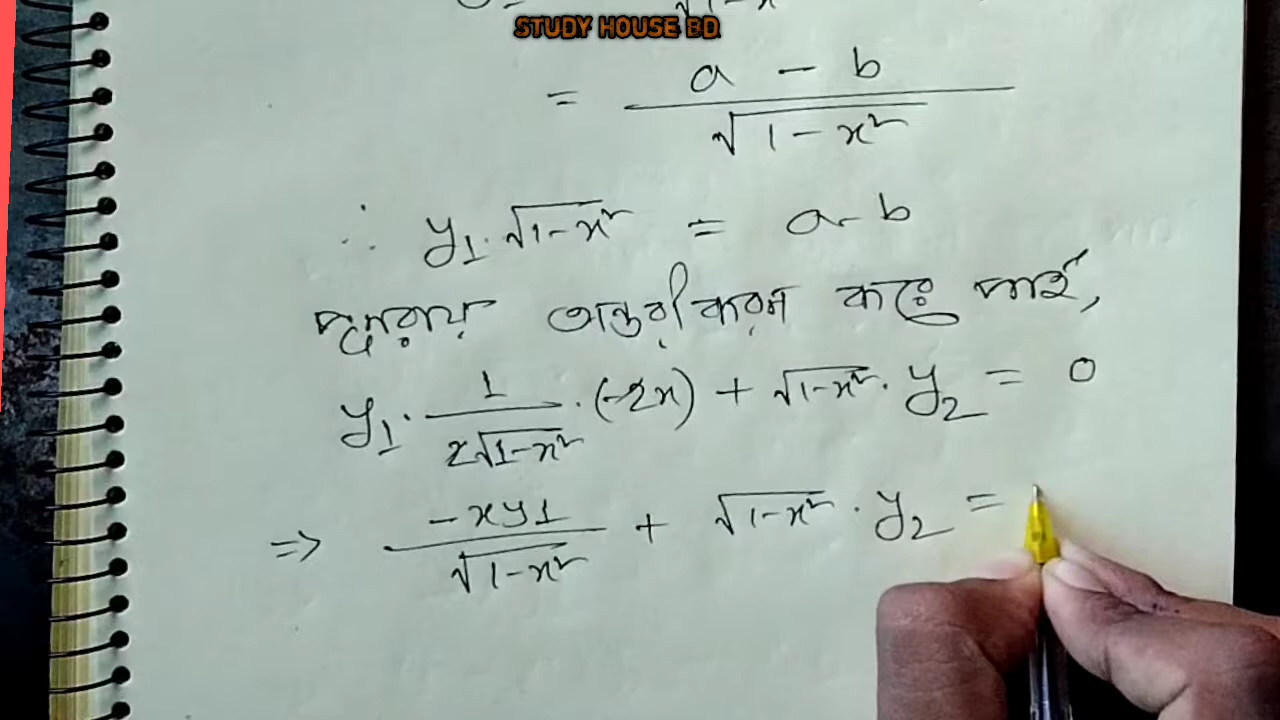 STUDY HOUSE BD
= a - b / √1-x²
∴ y₁.√1-x² = a-b
পুনরায় অন্তরীকরন করে পাই,
y₁. 1 / 2√1-x² .(-2x) + √1-x². y₂ = 0
=> -xy1 / √1-x² + √1-x² . y₂ =